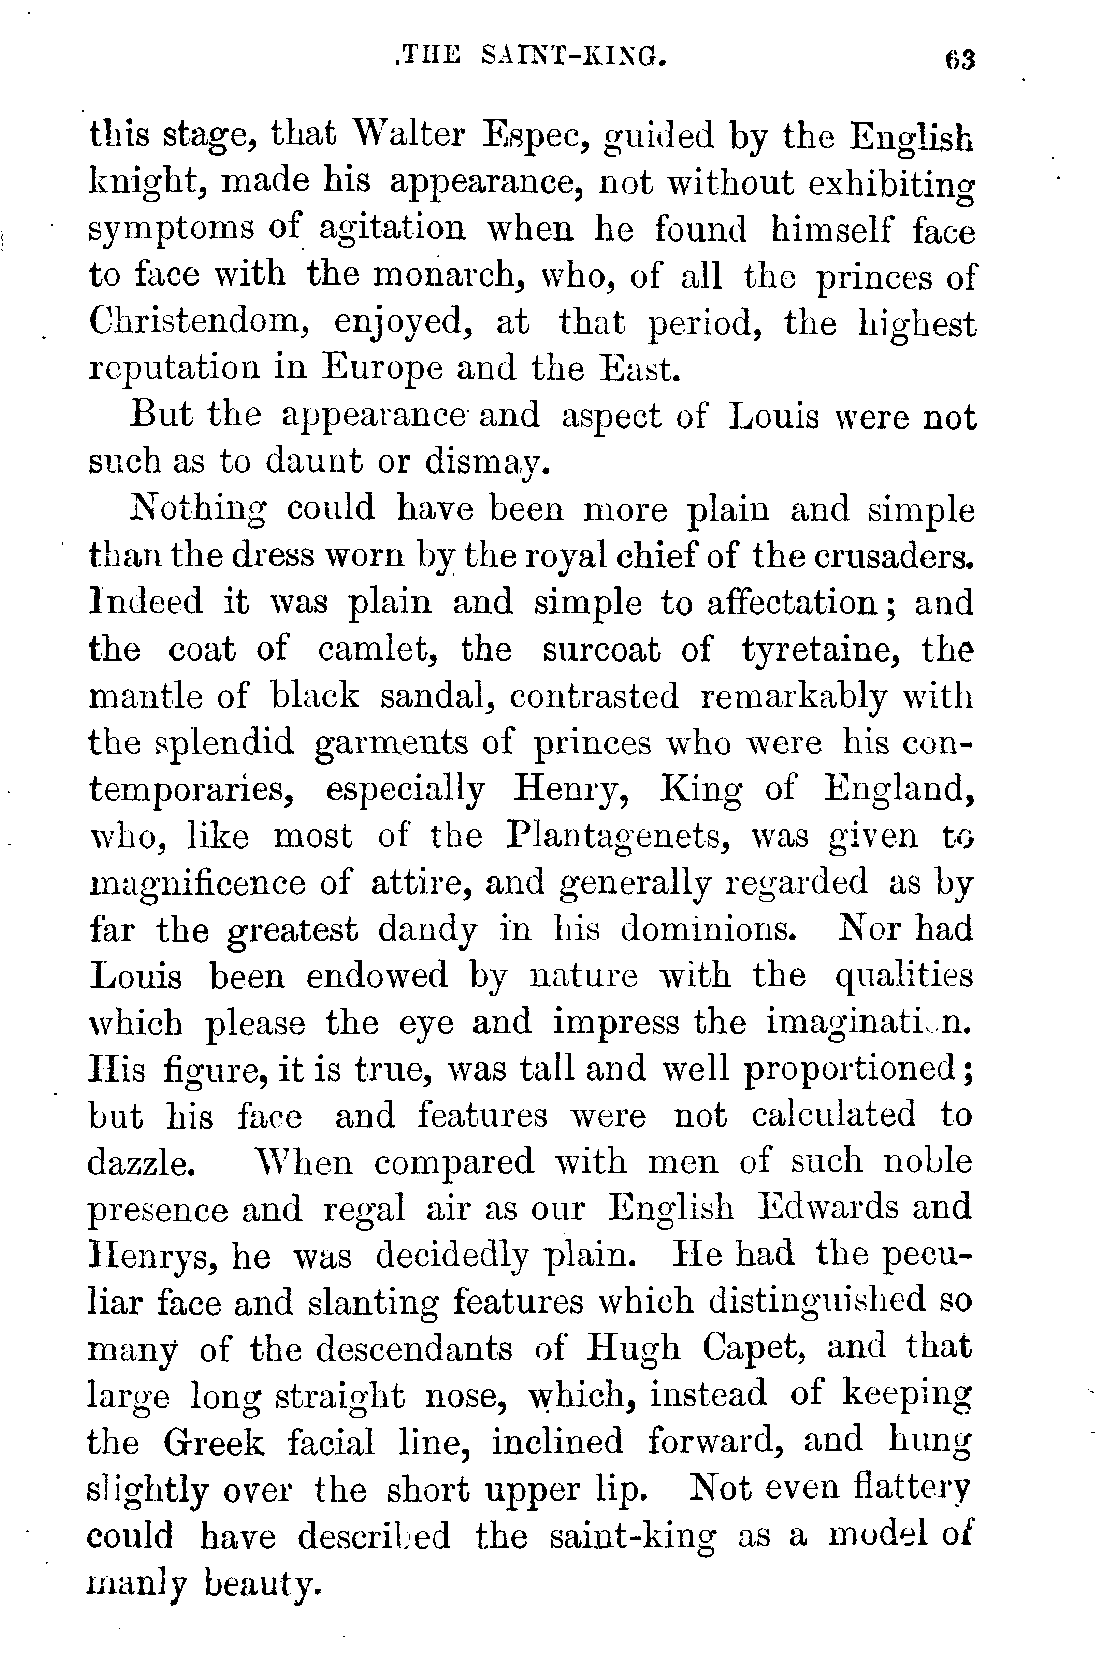 THE SAINT-KING. 63
this stage, that Walter Espec, guided by the English
knight, made his appearance, not without exhibiting
symptoms of agitation when he found himself face
to face with the monarch, who, of all the princes of
Christendom, enjoyed, at that period, the highest
reputation in Europe and the East.
But the appearance and aspect of Louis were not
such as to daunt or dismay.
Nothing could have been more plain and simple
than the dress worn by the royal chief of the crusaders.
Indeed it was plain and simple to affectation; and
the coat of camlet, the surcoat of tyretaine, the
mantle of black sandal, contrasted remarkably with
the splendid garments of princes who were his con-
temporaries, especially Henry, King of England,
who, like most of the Plantagenets, was given to
magnificence of attire, and generally regarded as by
far the greatest dandy in his dominions. Nor had
Louis been endowed by nature with the qualities
which please the eye and impress the imagination.
His figure, it is true, was tall and well proportioned;
but his face and features were not calculated to
dazzle. When compared with men of such noble
presence and regal air as our English Edwards and
Henrys, he was decidedly plain. He had the pecu-
liar face and slanting features which distinguished so
many of the descendants of Hugh Capet, and that
large long straight nose, which, instead of keeping
the Greek facial line, inclined forward, and hung
slightly over the short upper lip. Not even flattery
could have described the saint-king as a model of
manly beauty.